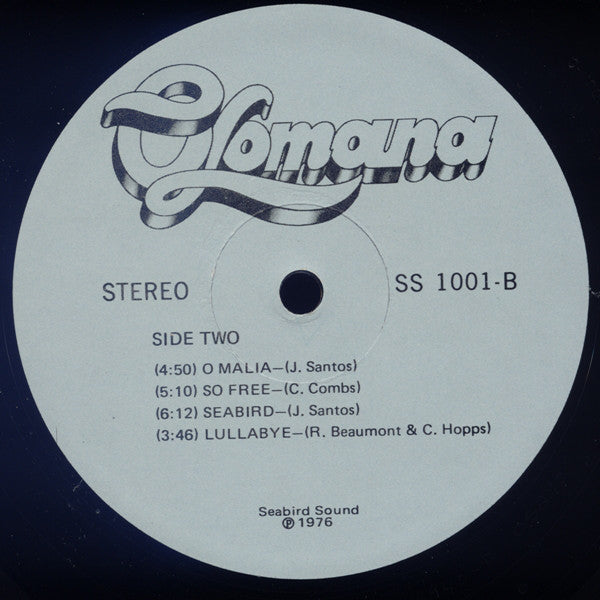 Olomana
STEREO
SS 1001-B
SIDE TWO
(4:50) O MALIA—(J. Santos)
(5:10) SO FREE—(C. Combs)
(6:12) SEABIRD—(J. Santos)
(3:46) LULLABYE—(R. Beaumont & C. Hopps)
Seabird Sound
℗ 1976